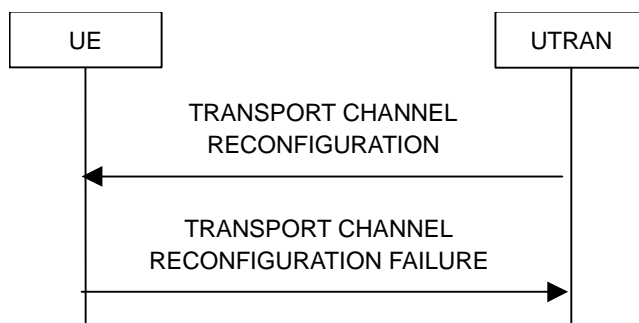 UE
UTRAN
TRANSPORT CHANNEL
RECONFIGURATION
TRANSPORT CHANNEL
RECONFIGURATION FAILURE